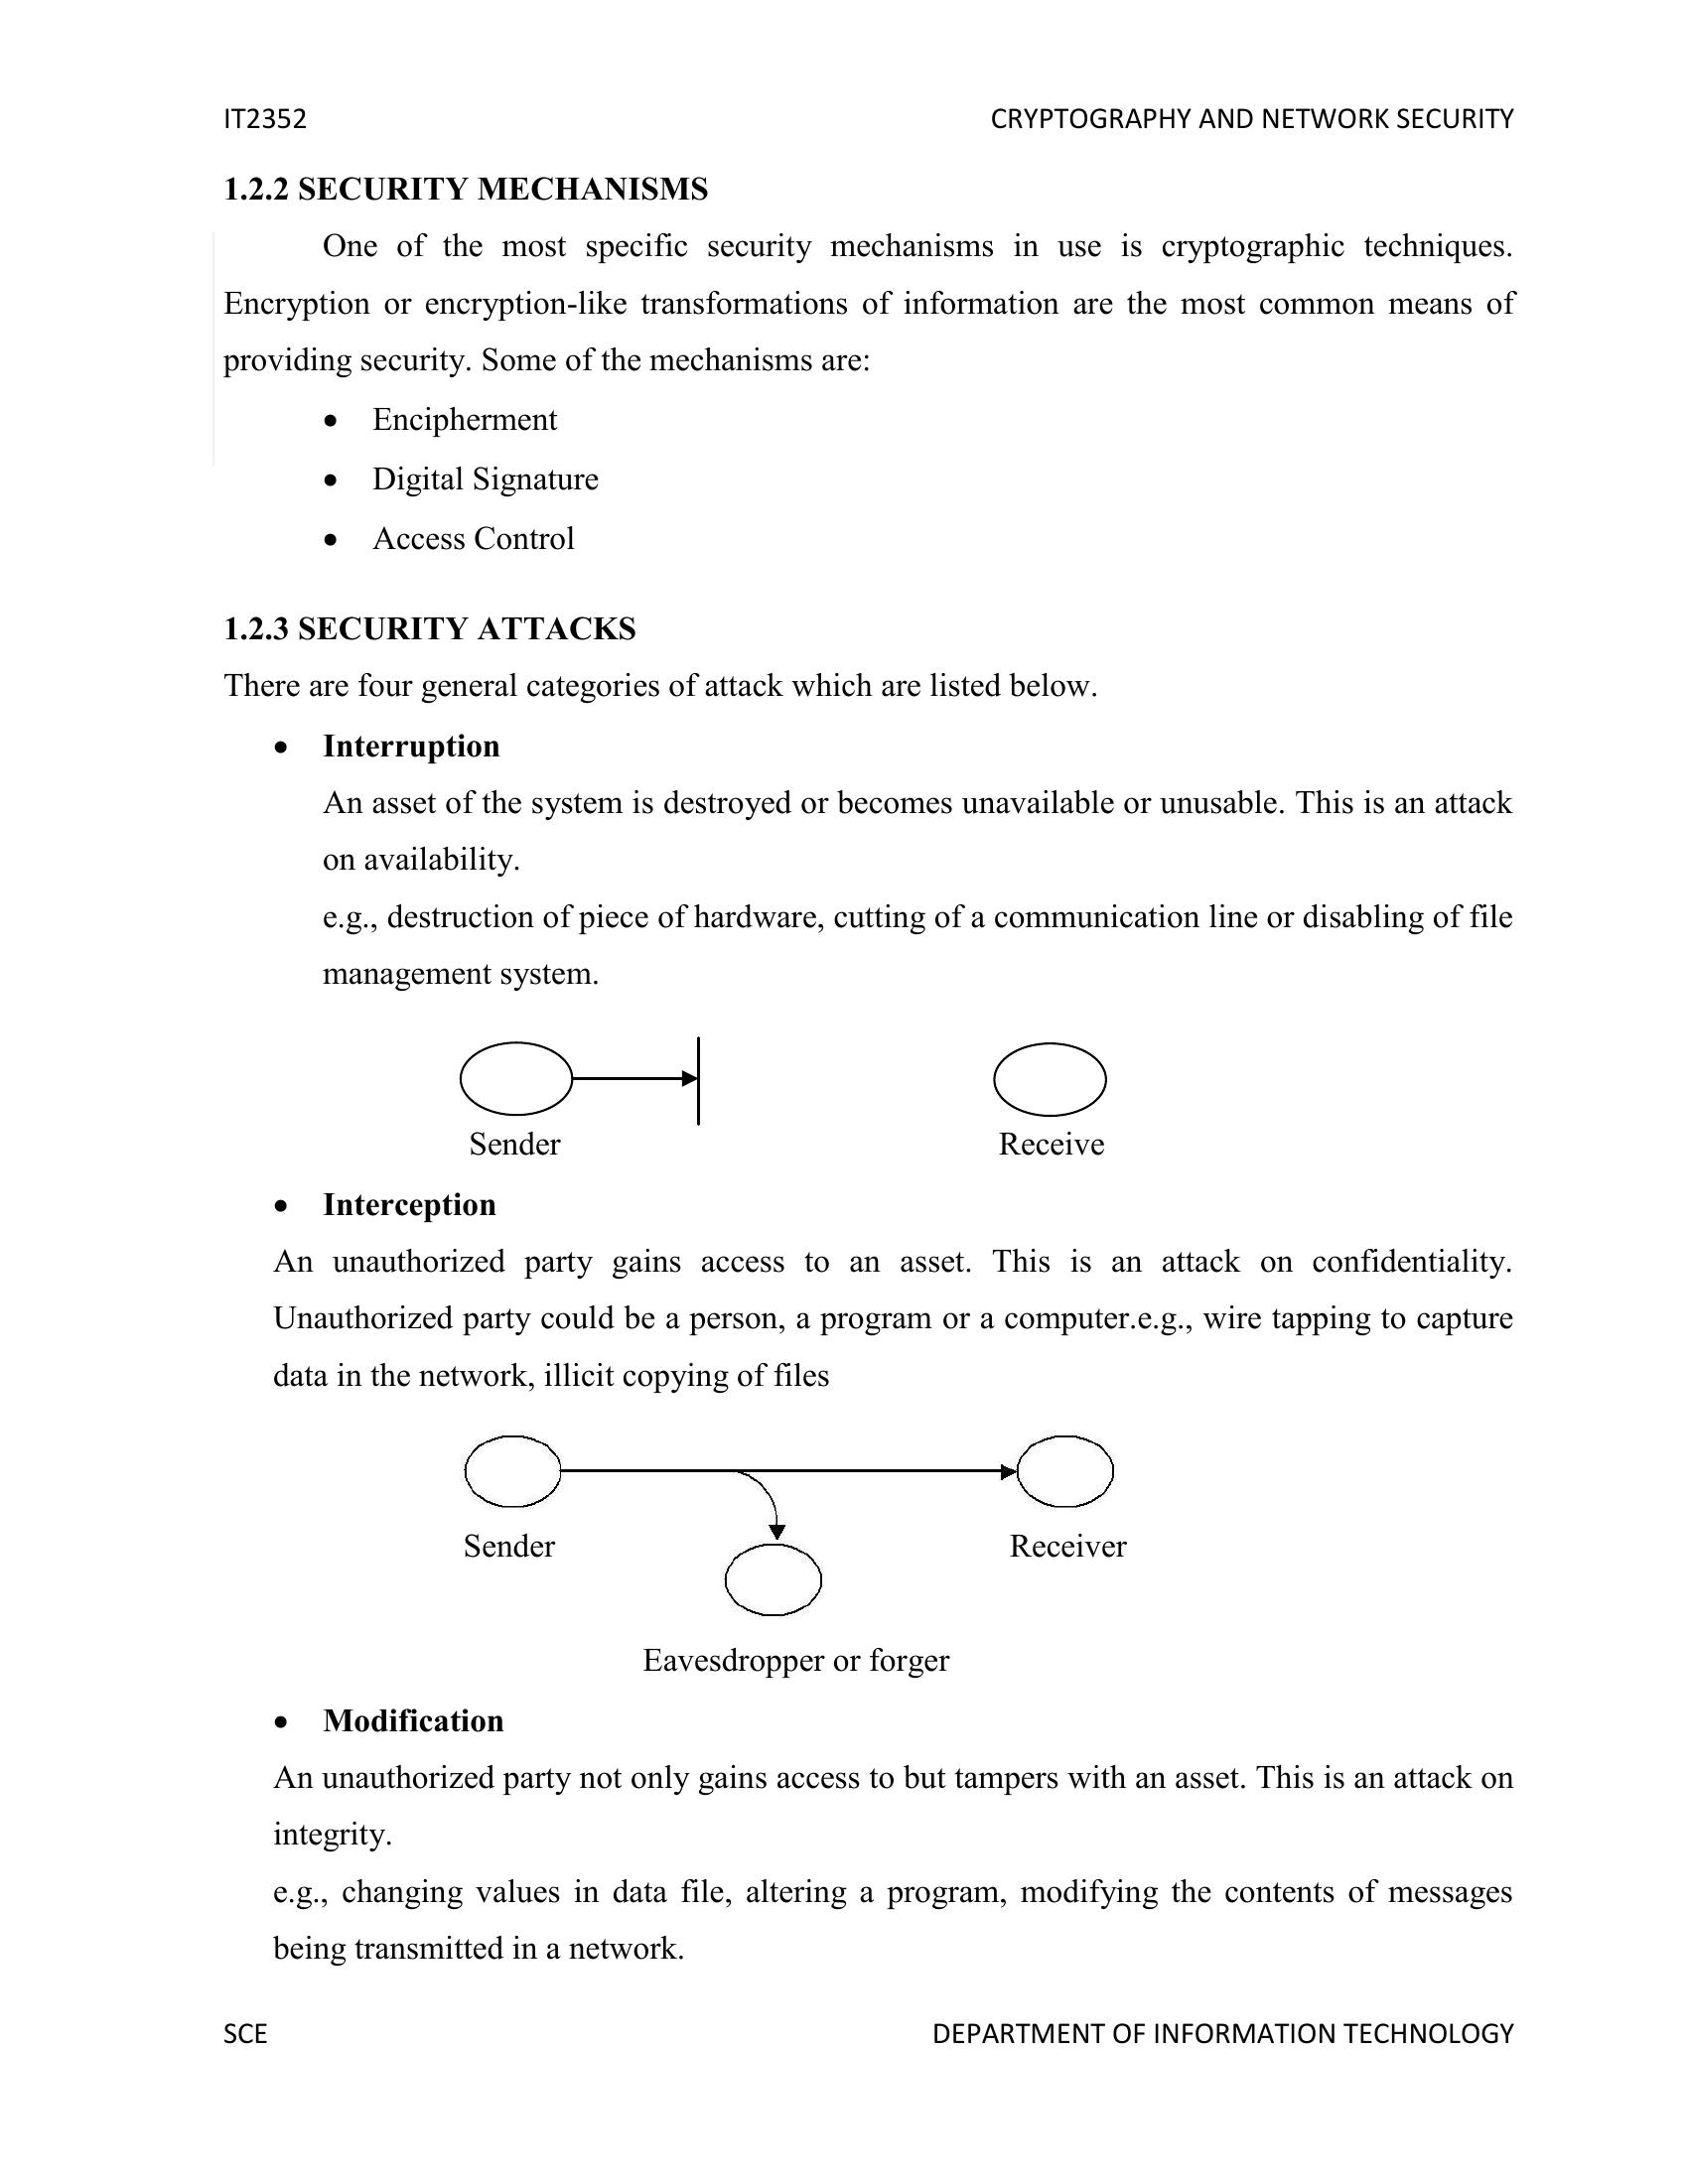 IT2352 CRYPTOGRAPHY AND NETWORK SECURITY
1.2.2 SECURITY MECHANISMS
One of the most specific security mechanisms in use is cryptographic techniques.
Encryption or encryption-like transformations of information are the most common means of
providing security. Some of the mechanisms are:
• Encipherment
• Digital Signature
• Access Control
1.2.3 SECURITY ATTACKS
There are four general categories of attack which are listed below.
• Interruption
An asset of the system is destroyed or becomes unavailable or unusable. This is an attack
on availability.
e.g., destruction of piece of hardware, cutting of a communication line or disabling of file
management system.
Sender Receive
• Interception
An unauthorized party gains access to an asset. This is an attack on confidentiality.
Unauthorized party could be a person, a program or a computer.e.g., wire tapping to capture
data in the network, illicit copying of files
Sender Receiver
Eavesdropper or forger
• Modification
An unauthorized party not only gains access to but tampers with an asset. This is an attack on
integrity.
e.g., changing values in data file, altering a program, modifying the contents of messages
being transmitted in a network.
SCE DEPARTMENT OF INFORMATION TECHNOLOGY